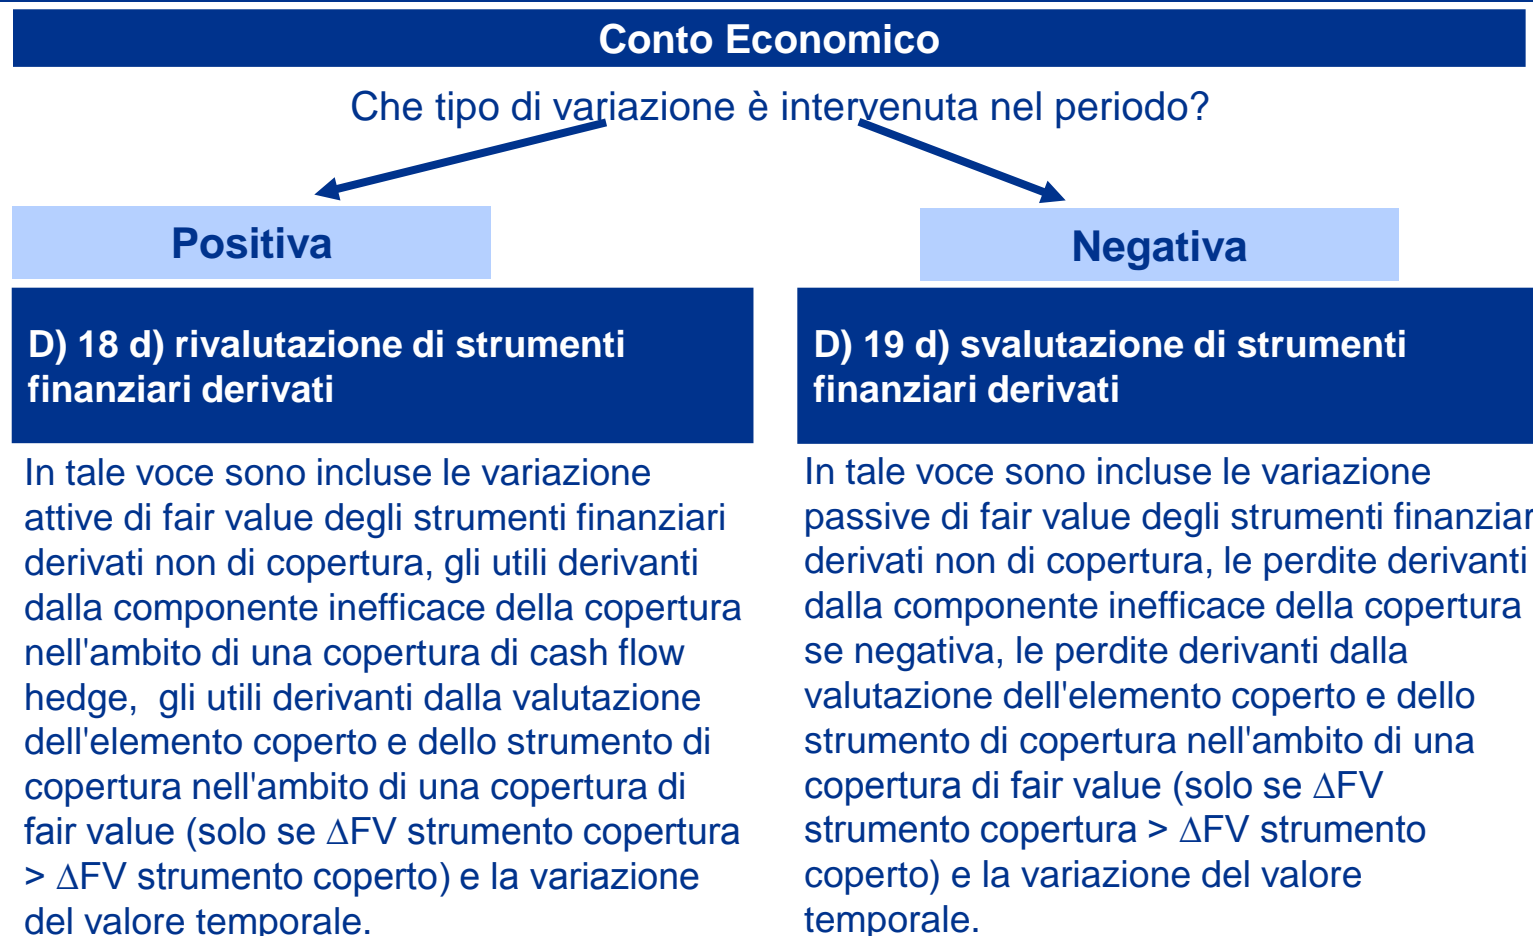 Conto Economico
Che tipo di variazione è intervenuta nel periodo?
Positiva
Negativa
D) 18 d) rivalutazione di strumenti
finanziari derivati
In tale voce sono incluse le variazione
attive di fair value degli strumenti finanziari
derivati non di copertura, gli utili derivanti
dalla componente inefficace della copertura
nell'ambito di una copertura di cash flow
hedge,  gli utili derivanti dalla valutazione
dell'elemento coperto e dello strumento di
copertura nell'ambito di una copertura di
fair value (solo se ∆FV strumento copertura
> ∆FV strumento coperto) e la variazione
del valore temporale.
D) 19 d) svalutazione di strumenti
finanziari derivati
In tale voce sono incluse le variazione
passive di fair value degli strumenti finanziar
derivati non di copertura, le perdite derivanti
dalla componente inefficace della copertura
se negativa, le perdite derivanti dalla
valutazione dell'elemento coperto e dello
strumento di copertura nell'ambito di una
copertura di fair value (solo se ∆FV
strumento copertura > ∆FV strumento
coperto) e la variazione del valore
temporale.